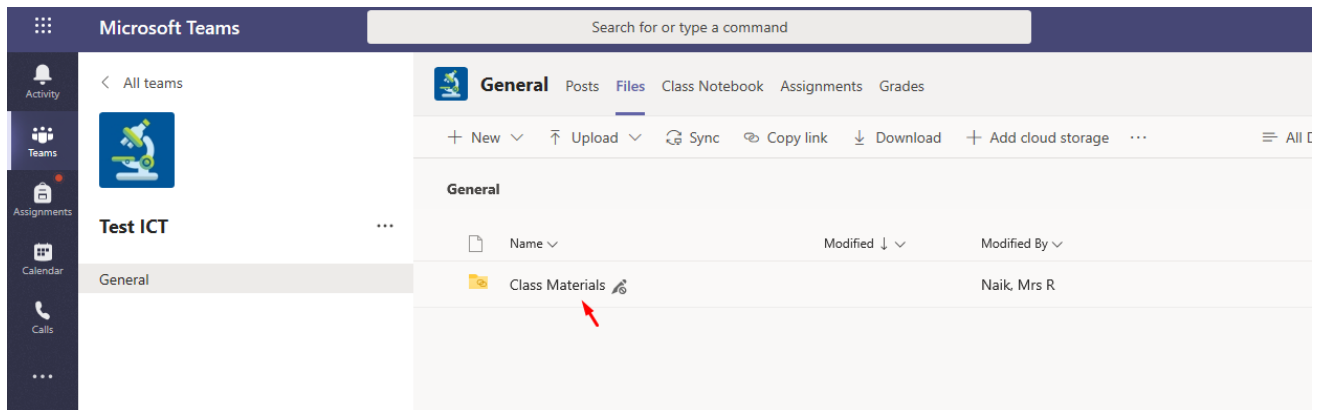 Microsoft Teams
Search for or type a command
Activity
Teams
Assignments
Calendar
Calls
All teams
Test ICT
General
General Posts Files Class Notebook Assignments Grades
New Upload Sync Copy link Download Add cloud storage All
General
Name Modified Modified By
Class Materials Naik, Mrs R